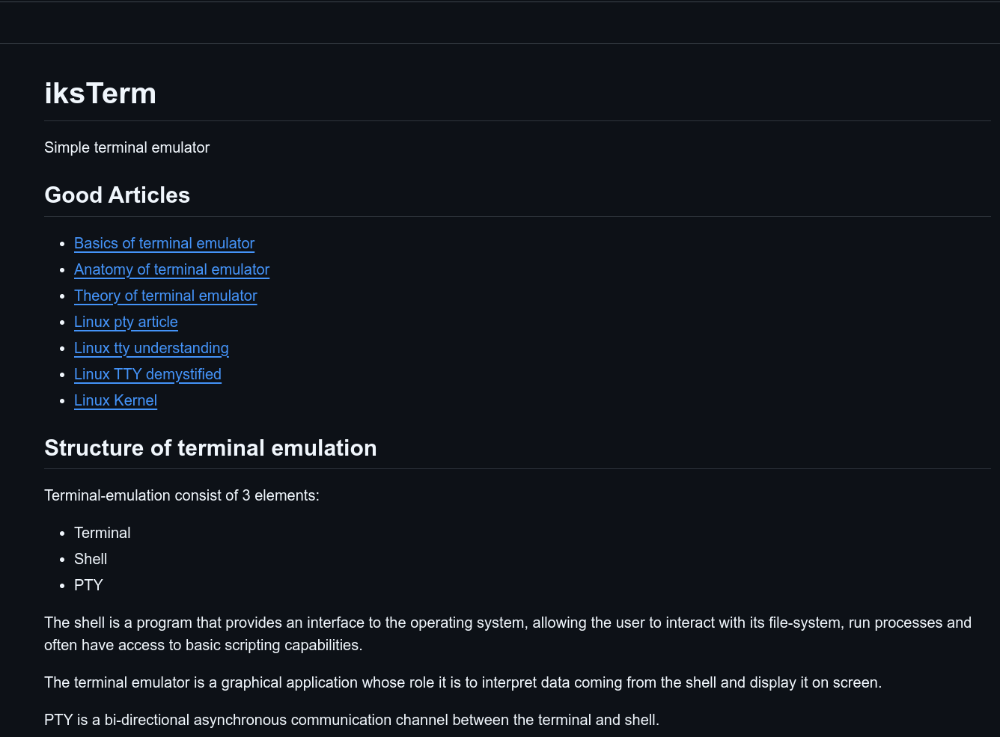 iksTerm
Simple terminal emulator
Good Articles
Basics of terminal emulator
Anatomy of terminal emulator
Theory of terminal emulator
Linux pty article
Linux tty understanding
Linux TTY demystified
Linux Kernel
Structure of terminal emulation
Terminal-emulation consist of 3 elements:
Terminal
Shell
PTY
The shell is a program that provides an interface to the operating system, allowing the user to interact with its file-system, run processes and
often have access to basic scripting capabilities.
The terminal emulator is a graphical application whose role it is to interpret data coming from the shell and display it on screen.
PTY is a bi-directional asynchronous communication channel between the terminal and shell.